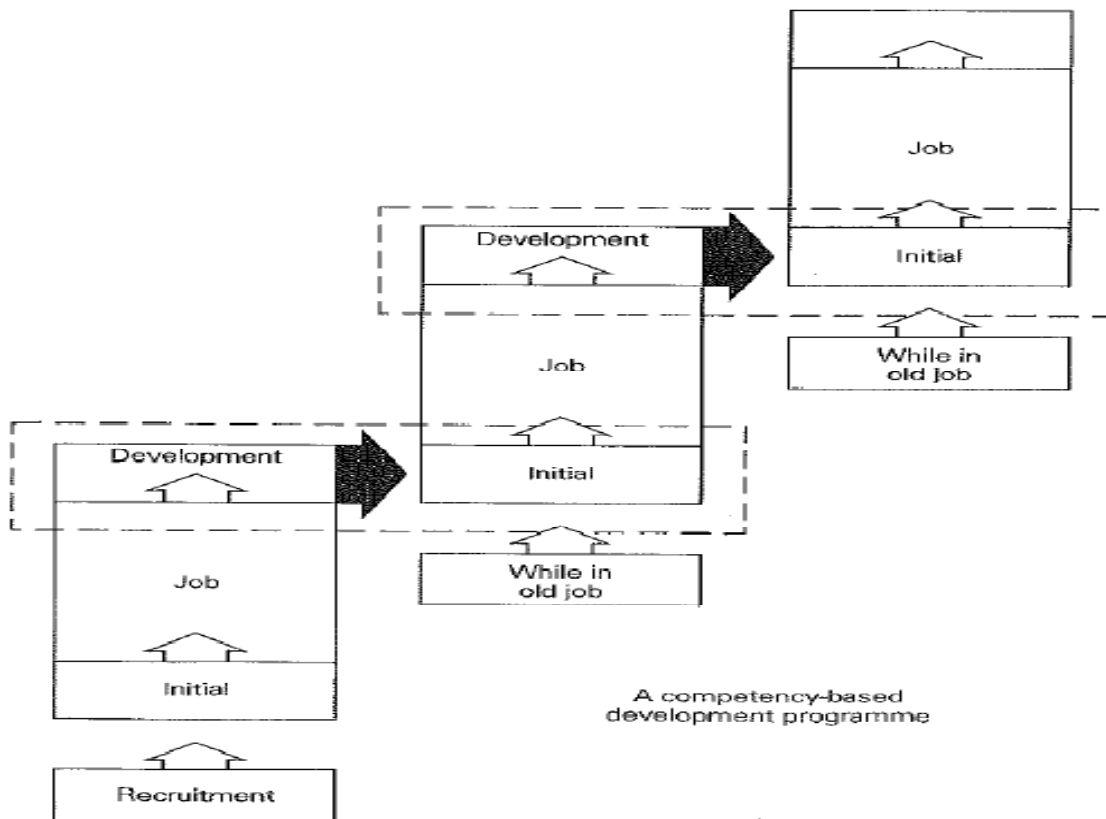 Job
Development
Initial
Job
While in
old job
Development
Initial
Job
While in
old job
Initial
A competency-based
development programme
Recruitment